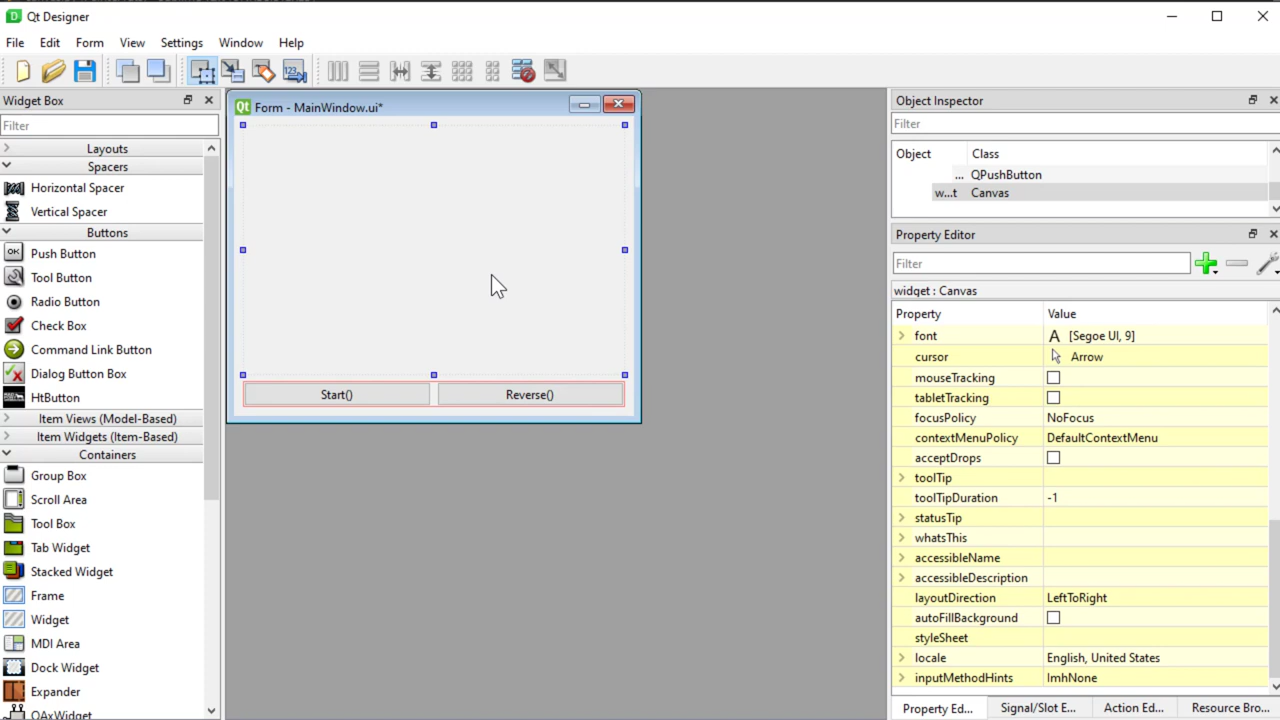 Qt Designer
File Edit Form View Settings Window Help
Widget Box
Filter
Layouts
Spacers
Horizontal Spacer
Vertical Spacer
Buttons
OK Push Button
Tool Button
Radio Button
Check Box
Command Link Button
Dialog Button Box
HtButton
Item Views (Model-Based)
Item Widgets (Item-Based)
Containers
Group Box
Scroll Area
Tool Box
Tab Widget
Stacked Widget
Frame
Widget
MDI Area
Dock Widget
Expander
QAxWidget
Qt Form - MainWindow.ui*
Start()
Reverse()
Object Inspector
Filter
Object Class
... QPushButton
w...t Canvas
Property Editor
Filter
widget : Canvas
Property Value
font A [Segoe UI, 9]
cursor Arrow
mouseTracking
tabletTracking
focusPolicy NoFocus
contextMenuPolicy DefaultContextMenu
acceptDrops
toolTip
toolTipDuration -1
statusTip
whatsThis
accessibleName
accessibleDescription
layoutDirection LeftToRight
autoFillBackground
styleSheet
locale English, United States
inputMethodHints ImhNone
Property Ed... Signal/Slot E... Action Ed... Resource Bro...